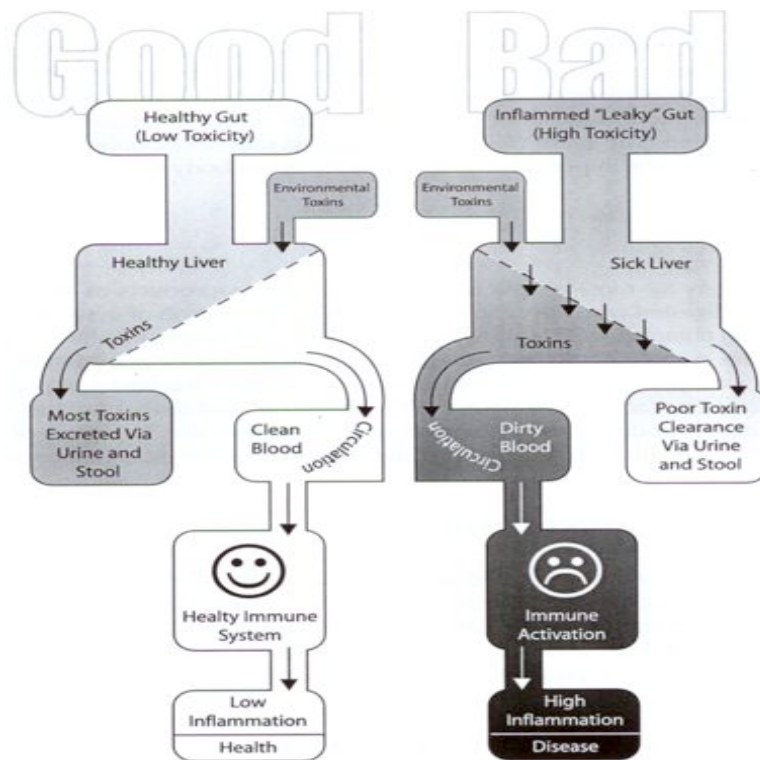 Good
Healthy Gut
(Low Toxicity)
Environmental
Toxins
Healthy Liver
Toxins
Most Toxins
Excreted Via
Urine and
Stool
Clean
Blood
Circulation
Healty Immune
System
Low
Inflammation
Health
Bad
Inflammed "Leaky" Gut
(High Toxicity)
Environmental
Toxins
Sick Liver
Toxins
Circulation
Dirty
Blood
Poor Toxin
Clearance
Via Urine
and Stool
Immune
Activation
High
Inflammation
Disease